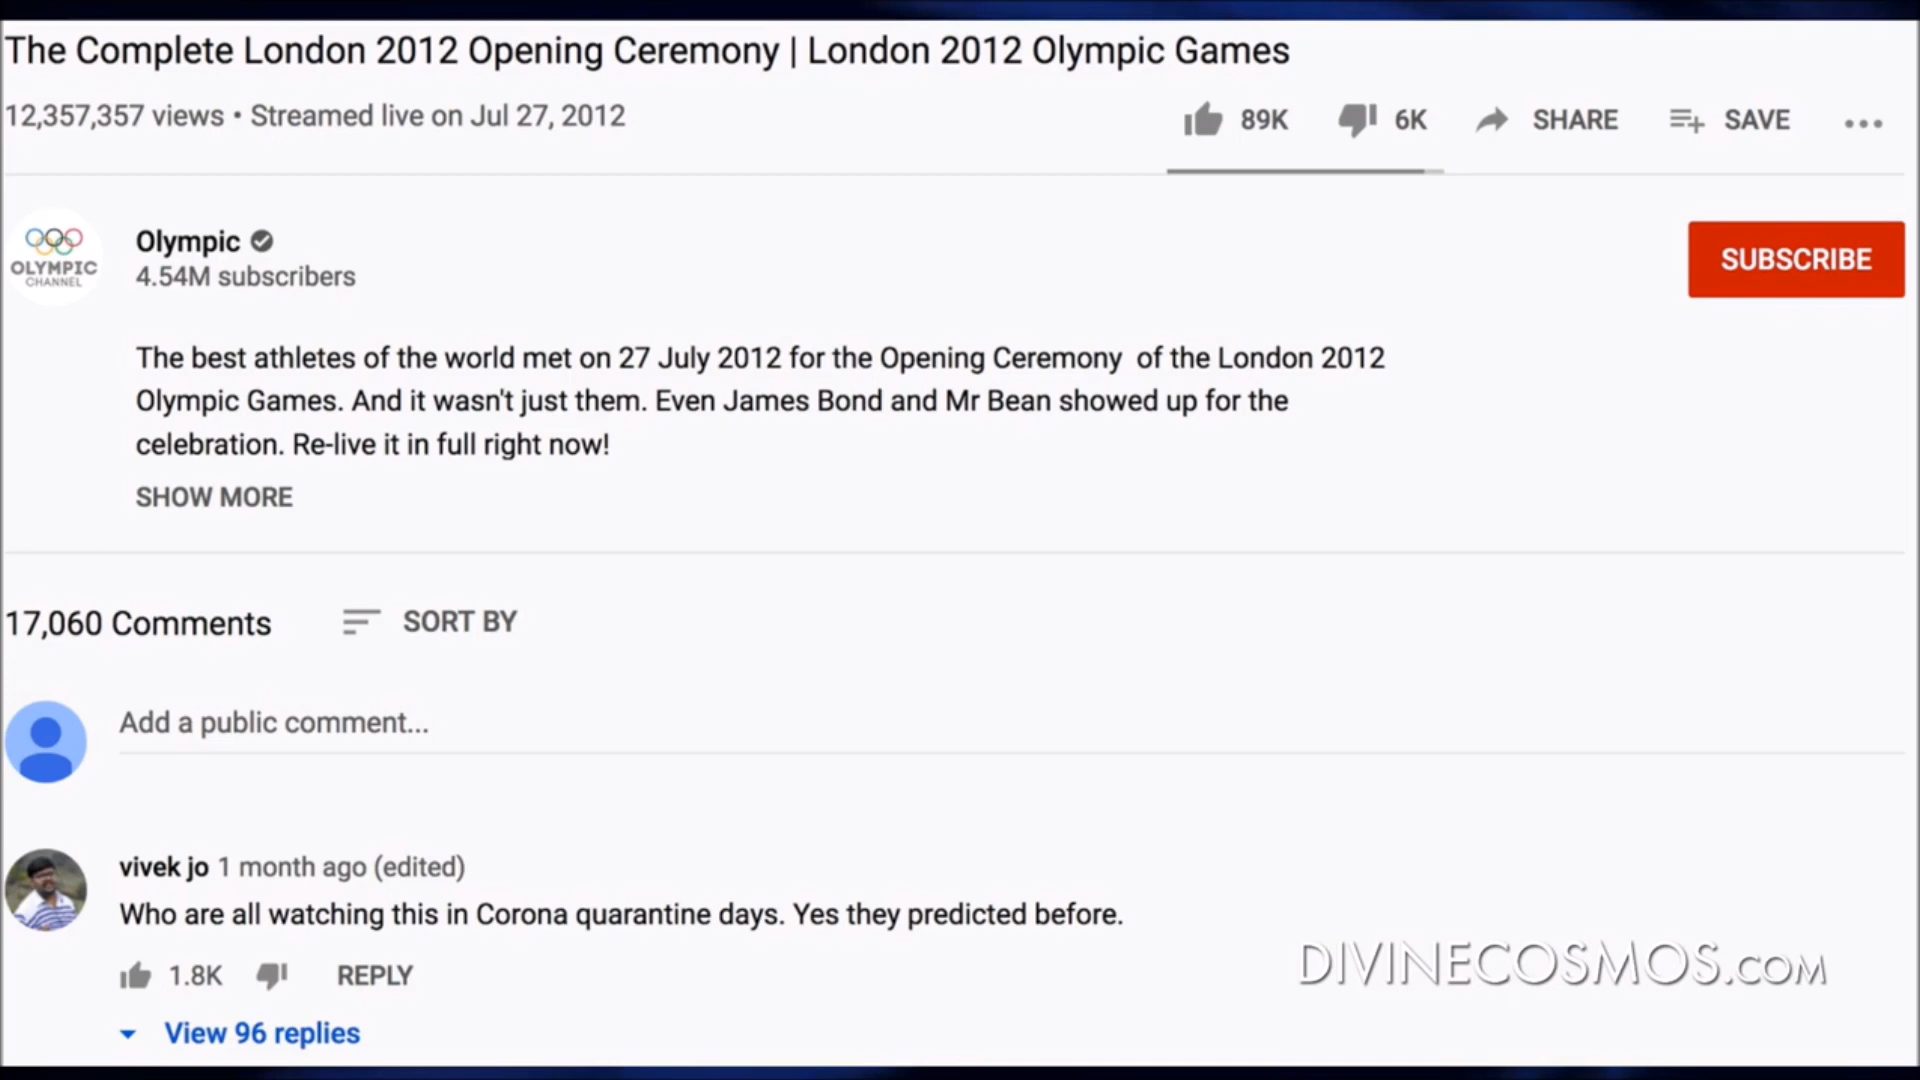 The Complete London 2012 Opening Ceremony | London 2012 Olympic Games
12,357,357 views • Streamed live on Jul 27, 2012
89K 6K SHARE SAVE
OLYMPIC
CHANNEL
Olympic
4.54M subscribers
SUBSCRIBE
The best athletes of the world met on 27 July 2012 for the Opening Ceremony of the London 2012
Olympic Games. And it wasn't just them. Even James Bond and Mr Bean showed up for the
celebration. Re-live it in full right now!
SHOW MORE
17,060 Comments SORT BY
Add a public comment...
vivek jo 1 month ago (edited)
Who are all watching this in Corona quarantine days. Yes they predicted before.
1.8K REPLY
View 96 replies
DIVINECOSMOS.COM